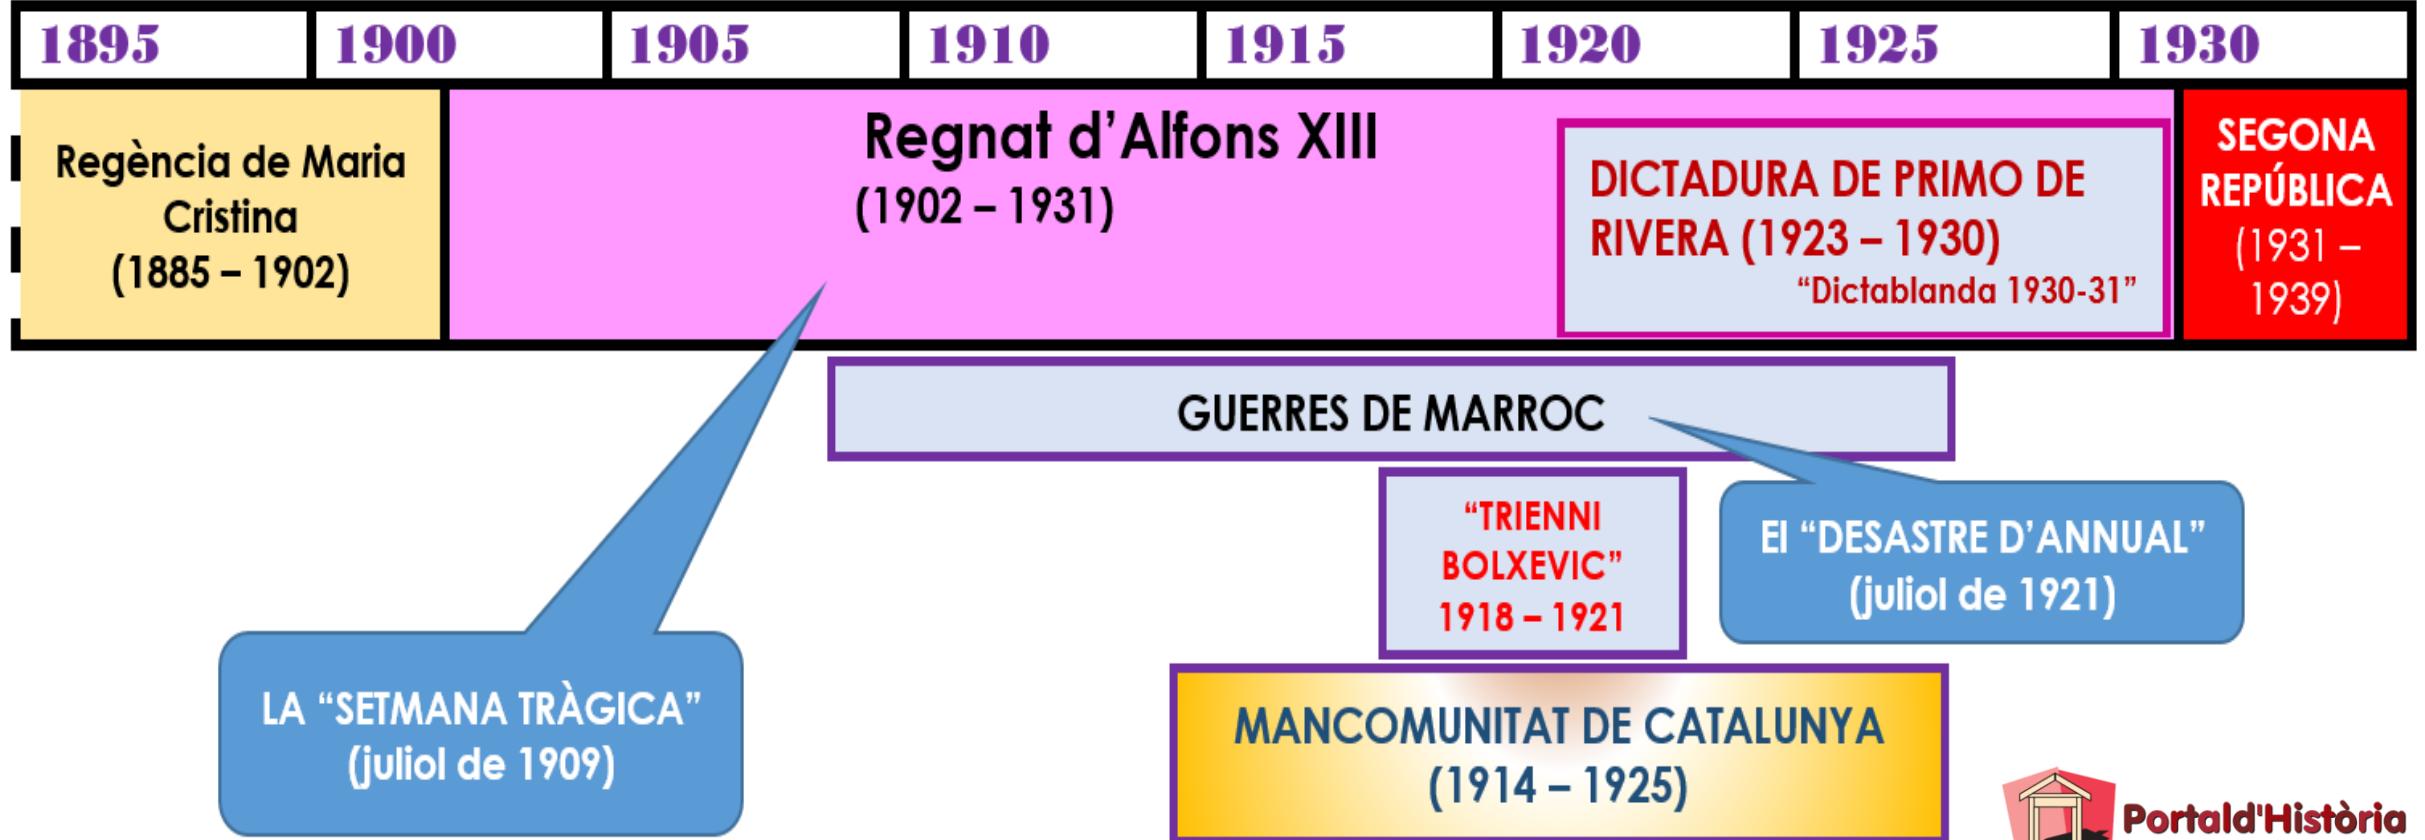 1895 1900 1905 1910 1915 1920 1925 1930
Regència de Maria
Cristina
(1885 – 1902)
Regnat d’Alfons XIII
(1902 – 1931)
DICTADURA DE PRIMO DE
RIVERA (1923 – 1930)
“Dictablanda 1930-31”
SEGONA
REPÚBLICA
(1931 –
1939)
GUERRES DE MARROC
“TRIENNI
BOLXEVIC”
1918 – 1921
El “DESASTRE D’ANNUAL”
(juliol de 1921)
LA “SETMANA TRÀGICA”
(juliol de 1909)
MANCOMUNITAT DE CATALUNYA
(1914 – 1925)
Portald'Història